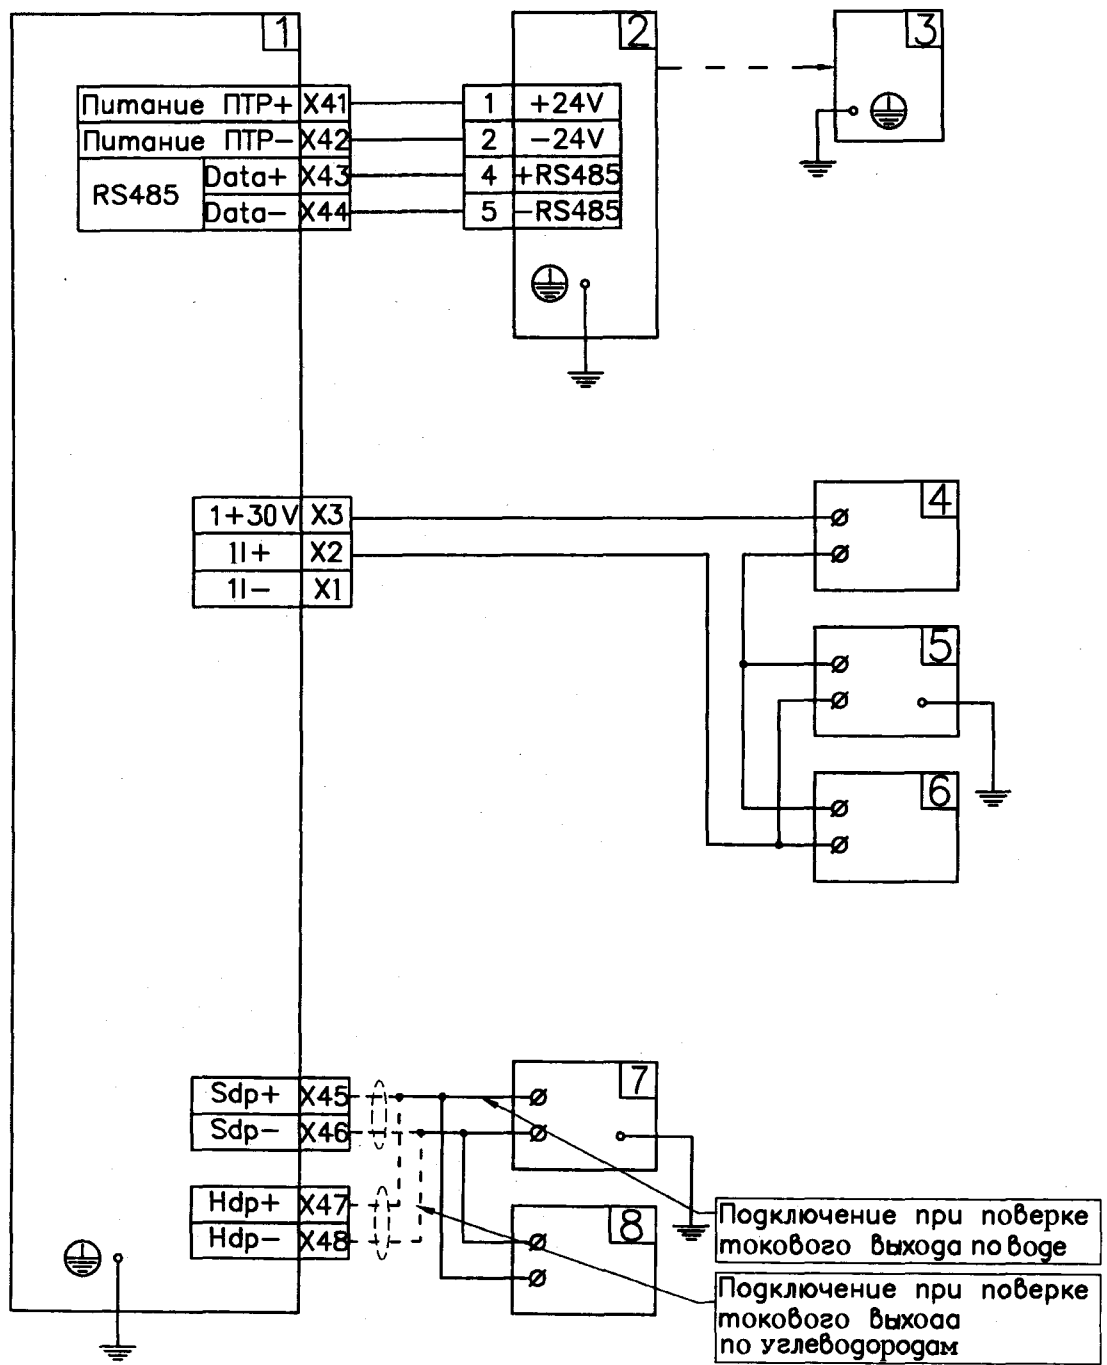 1
2
3
Питание ПТР+ X41
Питание ПТР- X42
RS485
Data+ X43
Data- X44
1 +24V
2 -24V
4 +RS485
5 -RS485
1+30V X3
1I+ X2
1I- X1
4
5
6
Sdp+ X45
Sdp- X46
Hdp+ X47
Hdp- X48
7
8
Подключение при поверке
токового выхода по воде
Подключение при поверке
токового выхоаа
по углеводородам